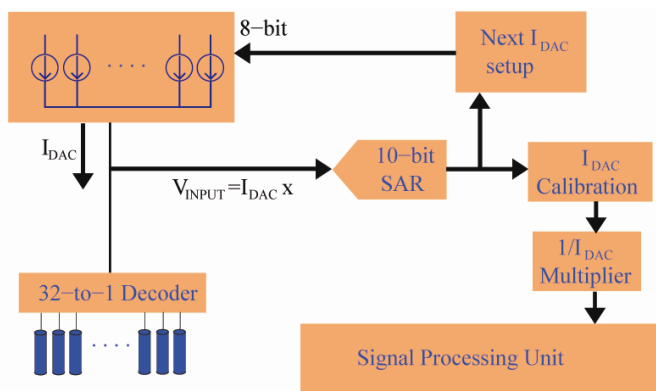 8−bit
Next I_DAC
setup
I_DAC
10−bit
SAR
V_INPUT=I_DAC x
I_DAC
Calibration
1/I_DAC
Multiplier
32−to−1 Decoder
Signal Processing Unit